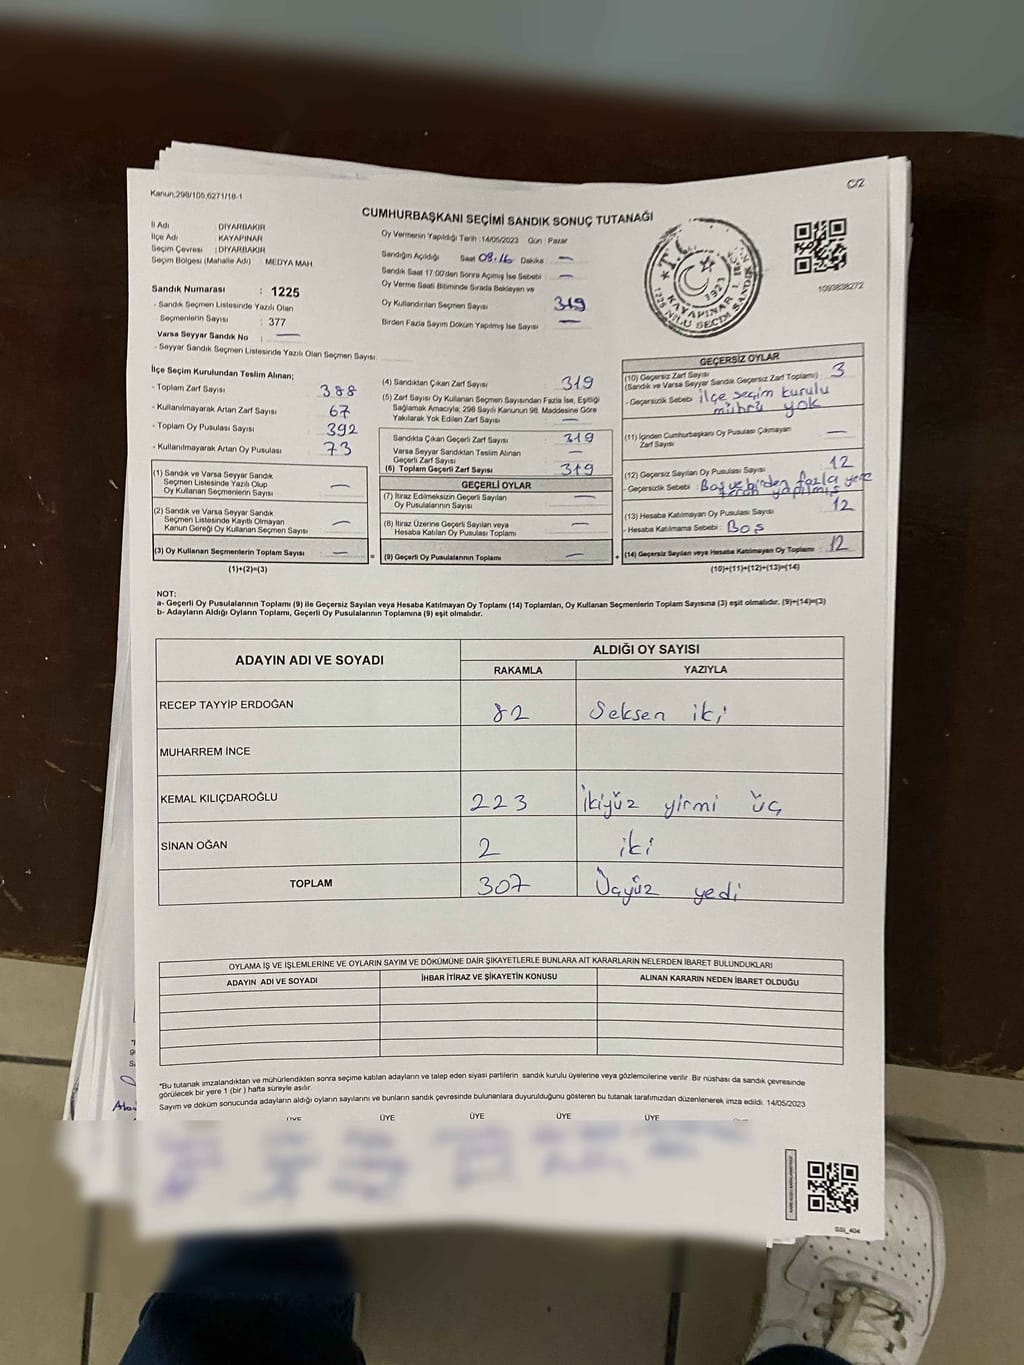 Kanun;298/105,6271/18-1
C/2
CUMHURBAŞKANI SEÇİMİ SANDIK SONUÇ TUTANAĞI
İl Adı : DİYARBAKIR
İlçe Adı : KAYAPINAR
Seçim Çevresi : DİYARBAKIR
Seçim Bölgesi (Mahalle Adı) : MEDYA MAH
Sandık Numarası : 1225
- Sandık Seçmen Listesinde Yazılı Olan
Seçmenlerin Sayısı : 377
Varsa Seyyar Sandık No —
- Seyyar Sandık Seçmen Listesinde Yazılı Olan Seçmen Sayısı:
Oy Vermenin Yapıldığı Tarih :14/05/2023 Gün : Pazar
Sandığın Açıldığı Saat 08.16 Dakika —
Sandık Saat 17.00'den Sonra Açımış İse Sebebi —
Oy Verme Saati Bitiminde Sırada Bekleyen ve
Oy Kullandırılan Seçmen Sayısı 319
Birden Fazla Sayım Döküm Yapılmış İse Sayısı —
T.C.
KAYAPINAR 1. İ
1225 NOLU SEÇİM SANDIK
1921
1093838272
İlçe Seçim Kurulundan Teslim Alınan;
- Toplam Zarf Sayısı 388
- Kullanılmayarak Artan Zarf Sayısı 67
- Toplam Oy Pusulası Sayısı 392
- Kullanılmayarak Artan Oy Pusulası 73
(1) Sandık ve Varsa Seyyar Sandık
Seçmen Listesinde Yazılı Olup
Oy Kullanan Seçmenlerin Sayısı —
(2) Sandık ve Varsa Seyyar Sandık
Seçmen Listesinde Kayıtlı Olmayan
Kanun Gereği Oy Kullanan Seçmen Sayısı —
(3) Oy Kullanan Seçmenlerin Toplam Sayısı —
(1)+(2)=(3)
(4) Sandıktan Çıkan Zarf Sayısı 319
(5) Zarf Sayısı Oy Kullanan Seçmen Sayısından Fazla İse, Eşitliği
Sağlamak Amacıyla; 298 Sayılı Kanunun 98. Maddesine Göre
Yakılarak Yok Edilen Zarf Sayısı —
Sandıkta Çıkan Geçerli Zarf Sayısı 319
Varsa Seyyar Sandıktan Teslim Alınan
Geçerli Zarf Sayısı —
(6) Toplam Geçerli Zarf Sayısı 319
GEÇERLİ OYLAR
(7) İtiraz Edilmeksizin Geçerli Sayılan
Oy Pusulası Sayısı —
(8) İtiraz Üzerine Geçerli Sayılan veya
Hesaba Katılan Oy Pusulası Toplamı —
= (9) Geçerli Oy Pusulalarının Toplamı —
GEÇERSİZ OYLAR
(10) Geçersiz Zarf Sayısı
(Sandık ve Varsa Seyyar Sandık Geçersiz Zarf Toplamı) : 3
- Geçersizlik Sebebi : ilçe seçim kurulu
mührü yok
(11) İçinden Cumhurbaşkanı Oy Pusulası Çıkmayan
Zarf Sayısı —
(12) Geçersiz Sayılan Oy Pusulası Sayısı 12
- Geçersizlik Sebebi : Boş ve birden fazla yere
yapılmış
(13) Hesaba Katılmayan Oy Pusulası Sayısı 12
- Hesaba Katılmama Sebebi : Boş
+ (14) Geçersiz Sayılan veya Hesaba Katılmayan Oy Toplamı : 12
(10)+(11)+(12)+(13)=(14)
NOT:
a- Geçerli Oy Pusulalarının Toplamı (9) ile Geçersiz Sayılan veya Hesaba Katılmayan Oy Toplamı (14) Toplamları, Oy Kullanan Seçmenlerin Toplam Sayısına (3) eşit olmalıdır. (9)+(14)=(3)
b- Adayların Aldığı Oyların Toplamı, Geçerli Oy Pusulalarının Toplamına (9) eşit olmalıdır.
ADAYIN ADI VE SOYADI
ALDIĞI OY SAYISI
RAKAMLA YAZIYLA
RECEP TAYYİP ERDOĞAN 82 Seksen iki
MUHARREM İNCE
KEMAL KILIÇDAROĞLU 223 İkiyüz yirmi üç
SİNAN OĞAN 2 iki
TOPLAM 307 Üçyüz yedi
OYLAMA İŞ VE İŞLEMLERİNE VE OYLARIN SAYIM VE DÖKÜMÜNE DAİR ŞİKAYETLERLE BUNLARA AİT KARARLARIN NELERDEN İBARET BULUNDUKLARI
ADAYIN ADI VE SOYADI İHBAR İTİRAZ VE ŞİKAYETİN KONUSU ALINAN KARARIN NEDEN İBARET OLDUĞU
*Bu tutanak imzalandıktan ve mühürlendikten sonra seçime katılan adayların ve talep eden siyasi partilerin sandık kurulu üyelerine veya gözlemcilerine verilir. Bir nüshası da sandık çevresinde
görülecek bir yere 1 (bir) hafta süreyle asılır.
Sayım ve döküm sonucunda adayların aldığı oyların sayılarını ve bunların sandık çevresinde bulunanlara duyurulduğunu gösteren bu tutanak tarafımızdan düzenlenerek imza edildi. 14/05/2023
ÜYE ÜYE ÜYE ÜYE ÜYE
SSI_404